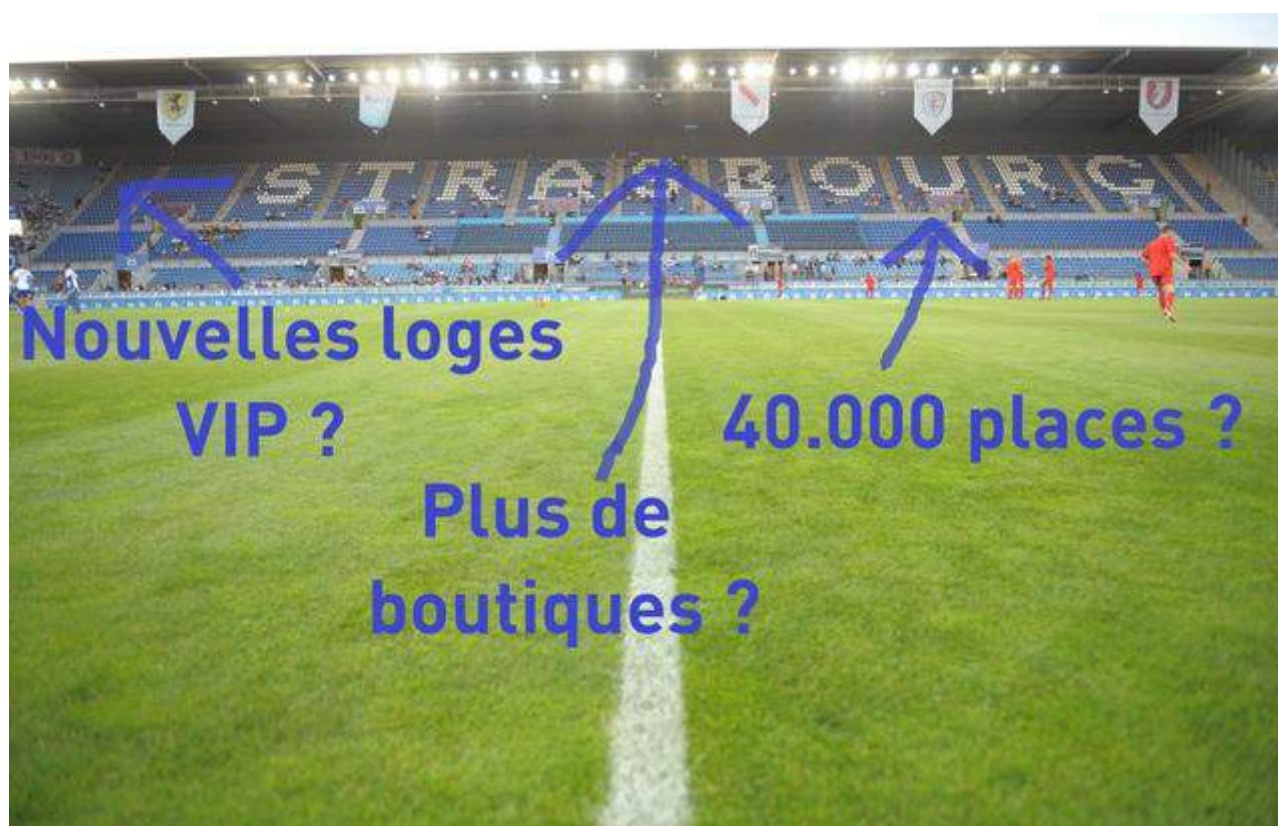 STRASBOURG
Nouvelles loges
VIP ?
40.000 places ?
Plus de
boutiques ?